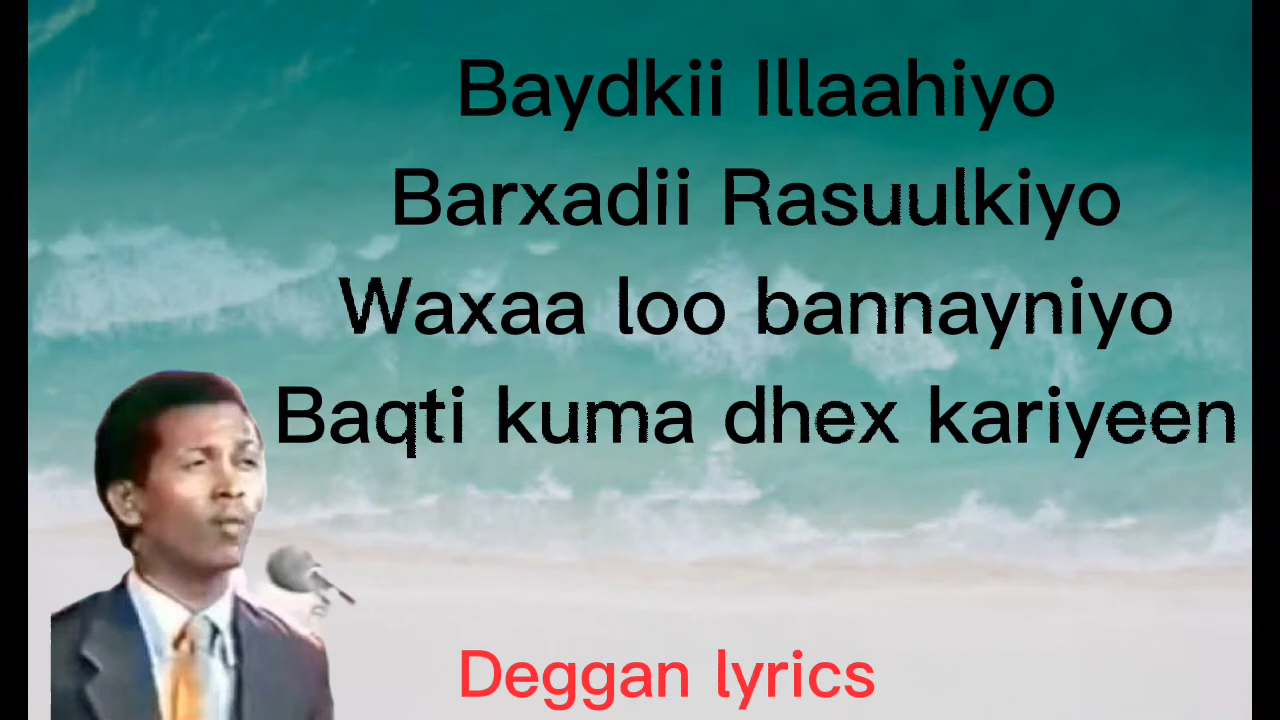 Baydkii Illaahiyo
Barxadii Rasuulkiyo
Waxaa loo bannayniyo
Baqti kuma dhex kariyeen
Deggan lyrics